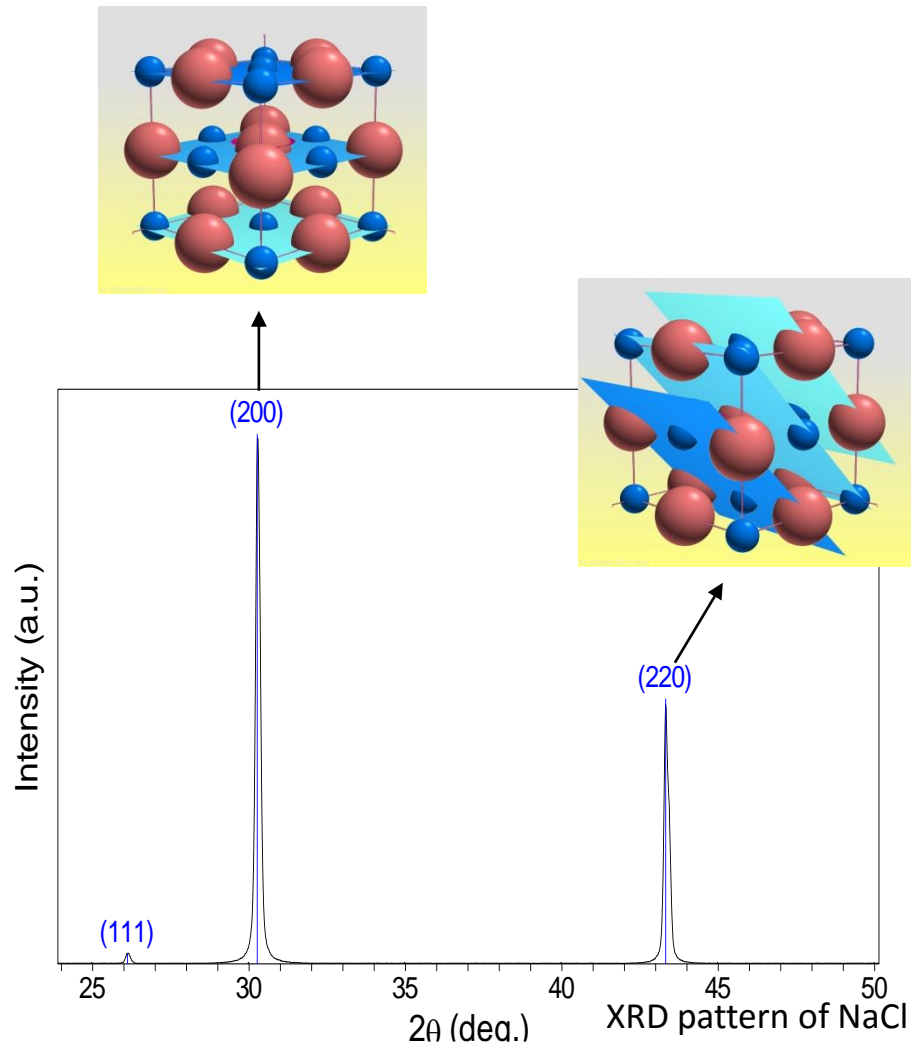 (200)
(220)
(111)
Intensity (a.u.)
25 30 35 40 45 50
2θ (deg.)
XRD pattern of NaCl